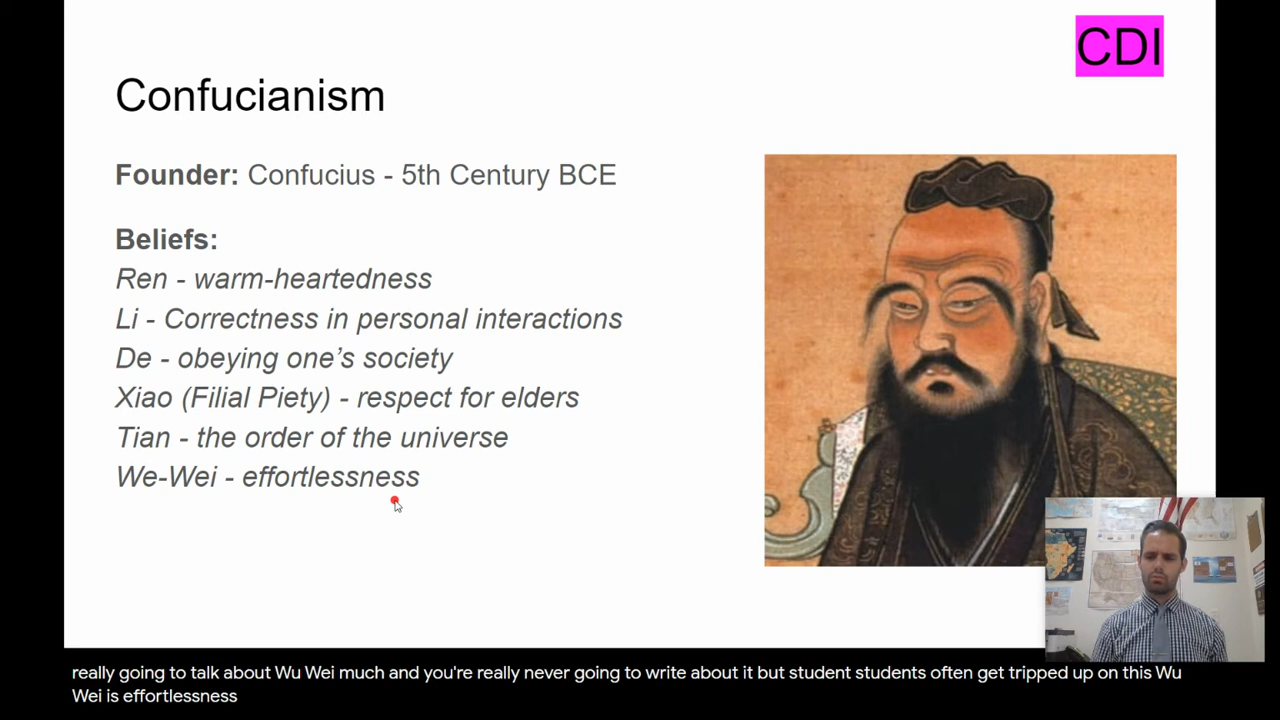 CDI
Confucianism
Founder: Confucius - 5th Century BCE
Beliefs:
Ren - warm-heartedness
Li - Correctness in personal interactions
De - obeying one's society
Xiao (Filial Piety) - respect for elders
Tian - the order of the universe
We-Wei - effortlessness
really going to talk about Wu Wei much and you're really never going to write about it but student students often get tripped up on this Wu
Wei is effortlessness